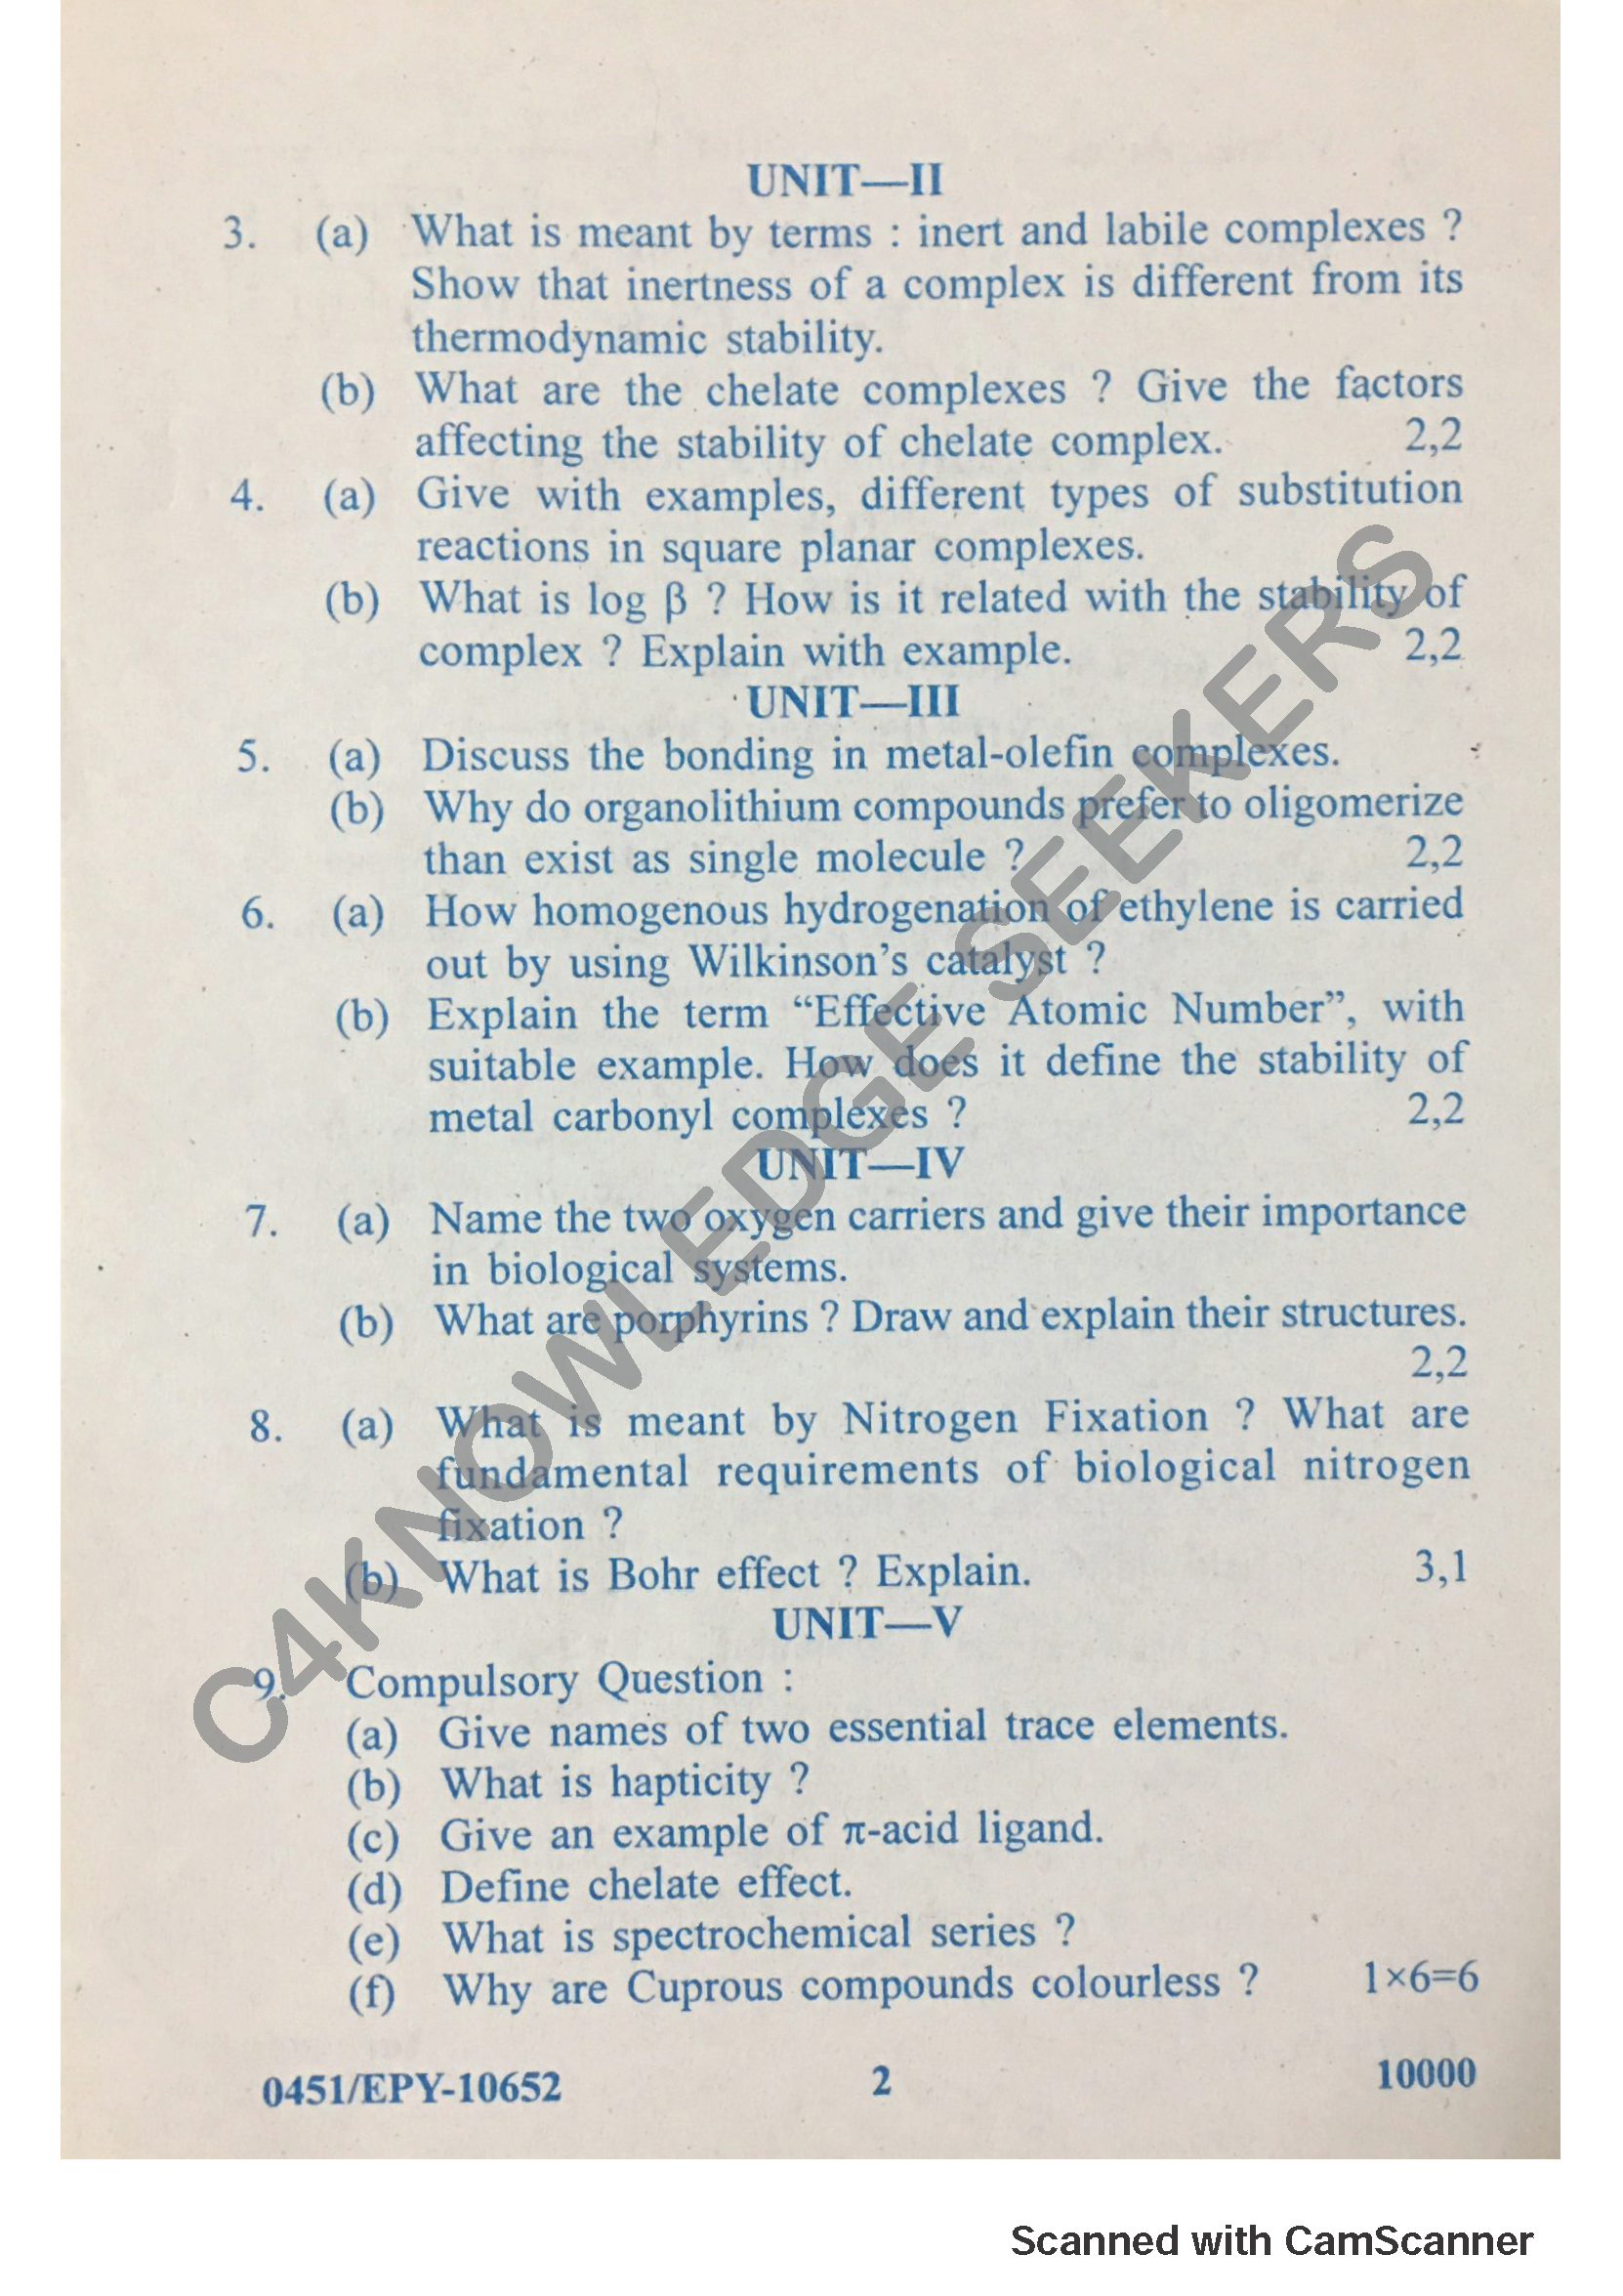 UNIT—II
3. (a) What is meant by terms : inert and labile complexes ?
Show that inertness of a complex is different from its
thermodynamic stability.
(b) What are the chelate complexes ? Give the factors
affecting the stability of chelate complex. 2,2
4. (a) Give with examples, different types of substitution
reactions in square planar complexes.
(b) What is log β ? How is it related with the stability of
complex ? Explain with example. 2,2
UNIT—III
5. (a) Discuss the bonding in metal-olefin complexes.
(b) Why do organolithium compounds prefer to oligomerize
than exist as single molecule ? 2,2
6. (a) How homogenous hydrogenation of ethylene is carried
out by using Wilkinson's catalyst ?
(b) Explain the term “Effective Atomic Number”, with
suitable example. How does it define the stability of
metal carbonyl complexes ? 2,2
UNIT—IV
7. (a) Name the two oxygen carriers and give their importance
in biological systems.
(b) What are porphyrins ? Draw and explain their structures.
2,2
8. (a) What is meant by Nitrogen Fixation ? What are
fundamental requirements of biological nitrogen
fixation ?
(b) What is Bohr effect ? Explain. 3,1
UNIT—V
9. Compulsory Question :
(a) Give names of two essential trace elements.
(b) What is hapticity ?
(c) Give an example of π-acid ligand.
(d) Define chelate effect.
(e) What is spectrochemical series ?
(f) Why are Cuprous compounds colourless ? 1×6=6
0451/EPY-10652 2 10000
C4KNOWLEDGE SEEKERS
Scanned with CamScanner